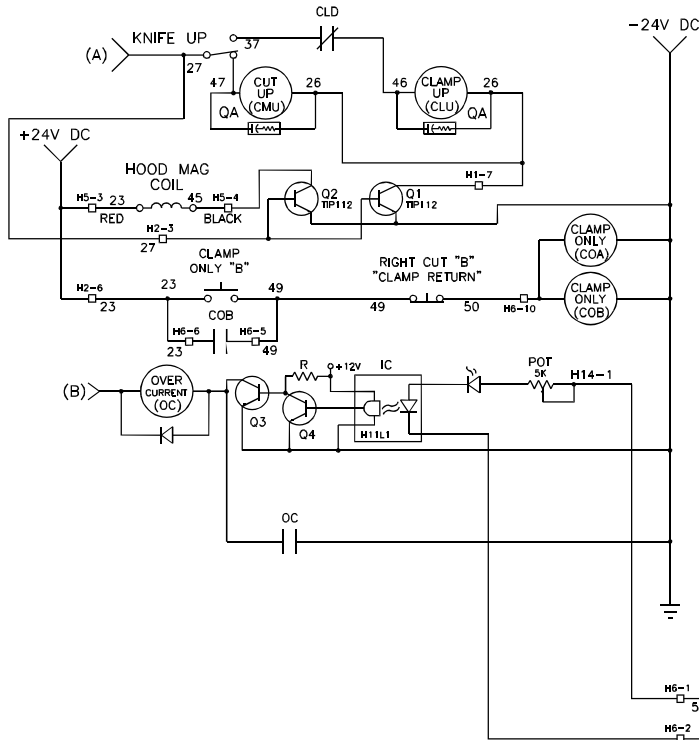 CLD
−24V DC
KNIFE UP
37
(A)
27
47
CUT
UP
(CMU)
26
46
CLAMP
UP
(CLU)
26
QA
QA
+24V DC
HOOD MAG
COIL
H1-7
H5-3
23
45
H5-4
Q2
TIP112
Q1
TIP112
RED
BLACK
H2-3
27
CLAMP
ONLY
(COA)
CLAMP
ONLY "B"
RIGHT CUT "B"
"CLAMP RETURN"
H2-6
23
23
49
49
50
H6-10
CLAMP
ONLY
(COB)
COB
H6-6
H6-5
23
49
(B)
OVER
CURRENT
(OC)
R
+12V
IC
POT
5K
H14-1
Q3
Q4
H11L1
OC
H6-1
5
H6-2